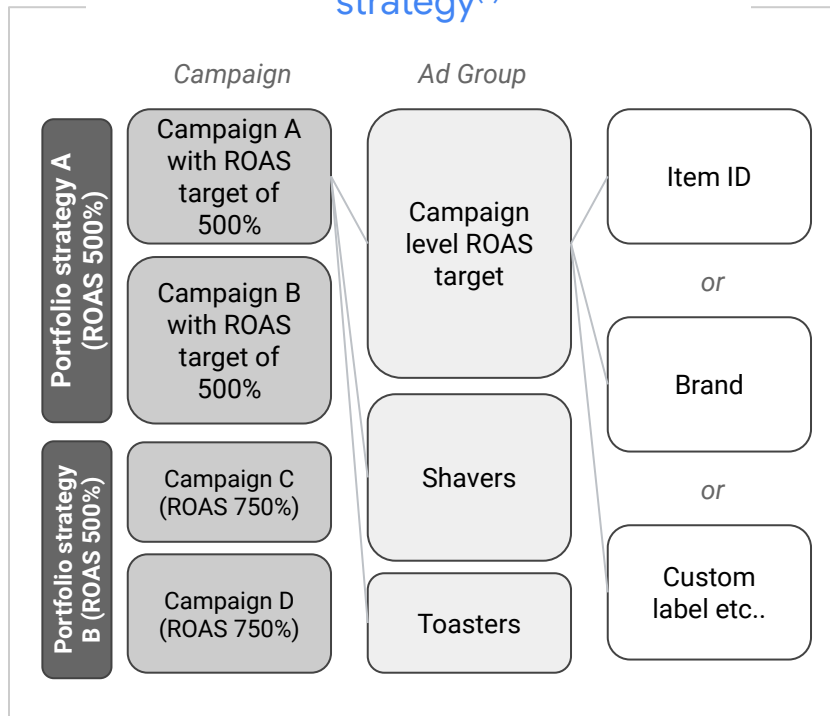 strategy
Campaign
Ad Group
Portfolio strategy A
(ROAS 500%)
Campaign A
with ROAS
target of
500%
Campaign B
with ROAS
target of
500%
Portfolio strategy
B (ROAS 500%)
Campaign C
(ROAS 750%)
Campaign D
(ROAS 750%)
Campaign
level ROAS
target
Shavers
Toasters
Item ID
or
Brand
or
Custom
label etc..